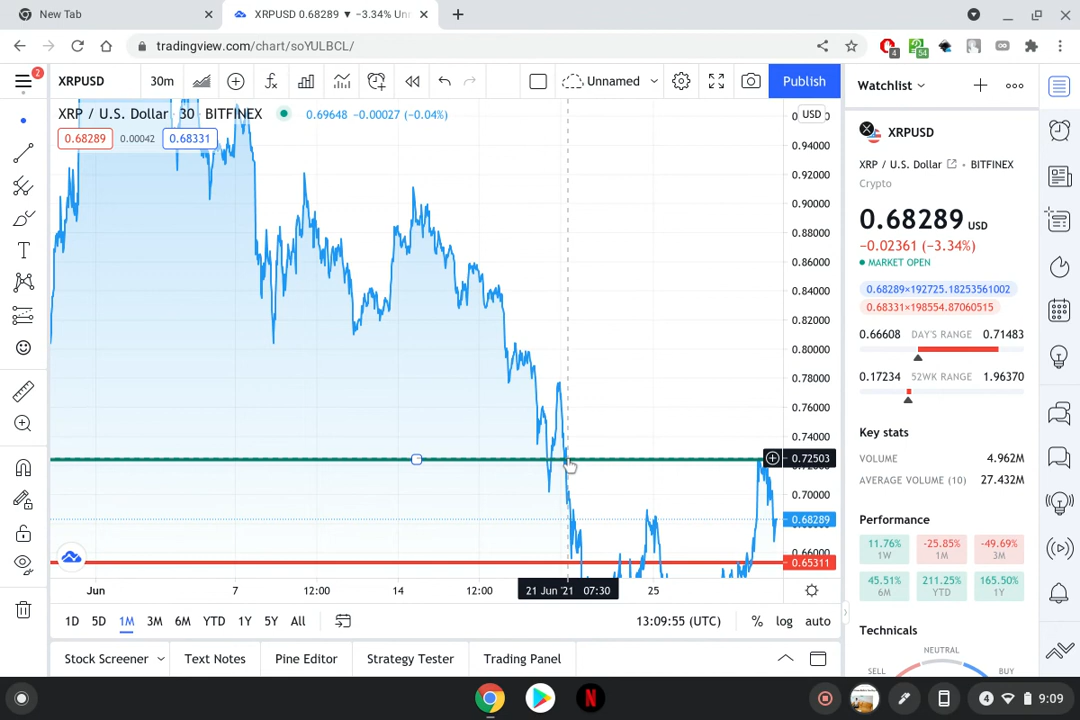 New Tab
XRPUSD 0.68289 ▼ −3.34% Unr
tradingview.com/chart/soYULBCL/
4
54
2
XRPUSD
30m
Unnamed
Publish
Watchlist
XRP / U.S. Dollar 30 BITFINEX
0.69648 −0.00027 (−0.04%)
USD
0.68289
0.00042
0.68331
0.94000
0.92000
0.90000
0.88000
0.86000
0.84000
0.82000
0.80000
0.78000
0.76000
0.74000
0.72503
0.70000
0.68289
0.66000
0.65311
Jun
7
12:00
14
12:00
21 Jun '21 07:30
25
1D 5D 1M 3M 6M YTD 1Y 5Y All
13:09:55 (UTC)
% log auto
Stock Screener
Text Notes
Pine Editor
Strategy Tester
Trading Panel
XRPUSD
XRP / U.S. Dollar • BITFINEX
Crypto
0.68289 USD
−0.02361 (−3.34%)
MARKET OPEN
0.68289×192725.18253561002
0.68331×198554.87060515
0.66608 DAY'S RANGE 0.71483
0.17234 52WK RANGE 1.96370
Key stats
VOLUME 4.962M
AVERAGE VOLUME (10) 27.432M
Performance
11.76% -25.85% -49.69%
1W 1M 3M
45.51% 211.25% 165.50%
6M YTD 1Y
Technicals
NEUTRAL
SELL BUY
4
9:09